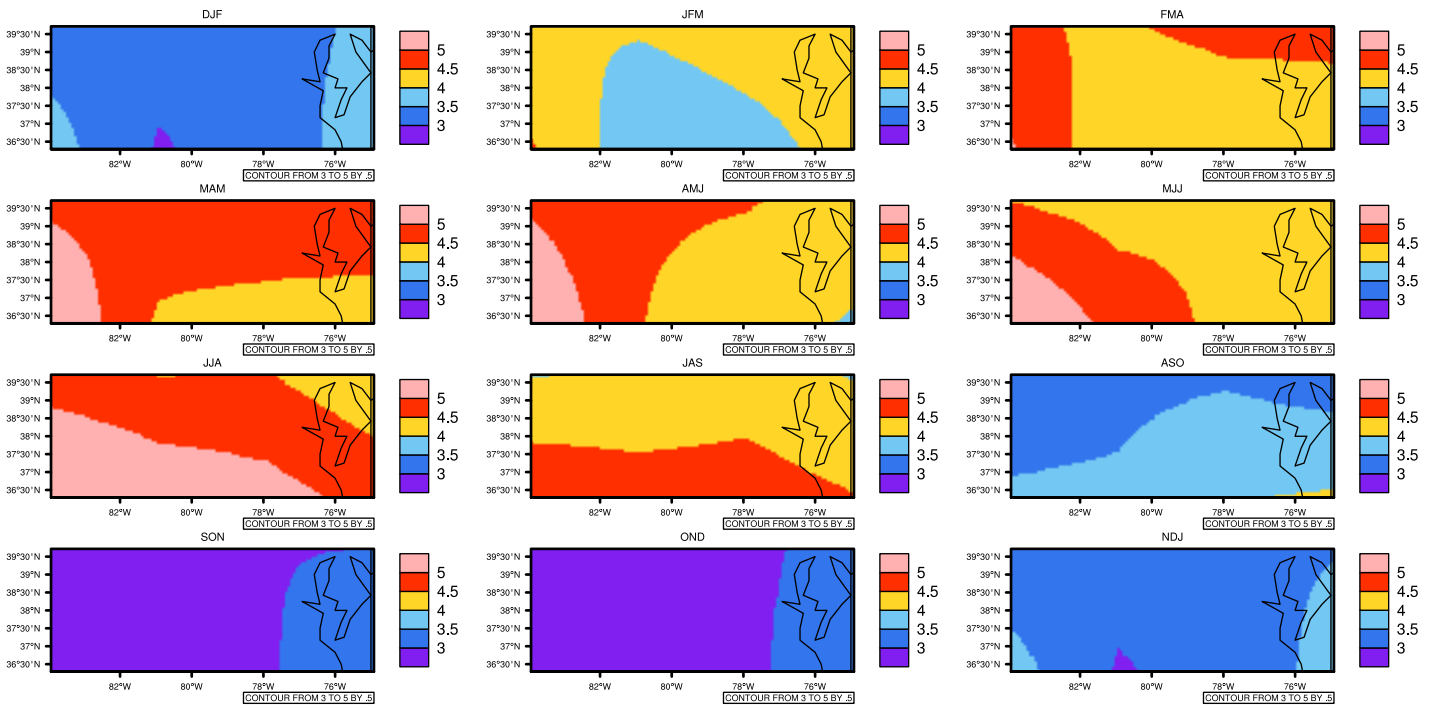 DJF
39°30'N
39°N
38°30'N
38°N
37°30'N
37°N
36°30'N
82°W 80°W 78°W 76°W
5
4.5
4
3.5
3
CONTOUR FROM 3 TO 5 BY .5
JFM
39°30'N
39°N
38°30'N
38°N
37°30'N
37°N
36°30'N
82°W 80°W 78°W 76°W
5
4.5
4
3.5
3
CONTOUR FROM 3 TO 5 BY .5
FMA
39°30'N
39°N
38°30'N
38°N
37°30'N
37°N
36°30'N
82°W 80°W 78°W 76°W
5
4.5
4
3.5
3
CONTOUR FROM 3 TO 5 BY .5
MAM
39°30'N
39°N
38°30'N
38°N
37°30'N
37°N
36°30'N
82°W 80°W 78°W 76°W
5
4.5
4
3.5
3
CONTOUR FROM 3 TO 5 BY .5
AMJ
39°30'N
39°N
38°30'N
38°N
37°30'N
37°N
36°30'N
82°W 80°W 78°W 76°W
5
4.5
4
3.5
3
CONTOUR FROM 3 TO 5 BY .5
MJJ
39°30'N
39°N
38°30'N
38°N
37°30'N
37°N
36°30'N
82°W 80°W 78°W 76°W
5
4.5
4
3.5
3
CONTOUR FROM 3 TO 5 BY .5
JJA
39°30'N
39°N
38°30'N
38°N
37°30'N
37°N
36°30'N
82°W 80°W 78°W 76°W
5
4.5
4
3.5
3
CONTOUR FROM 3 TO 5 BY .5
JAS
39°30'N
39°N
38°30'N
38°N
37°30'N
37°N
36°30'N
82°W 80°W 78°W 76°W
5
4.5
4
3.5
3
CONTOUR FROM 3 TO 5 BY .5
ASO
39°30'N
39°N
38°30'N
38°N
37°30'N
37°N
36°30'N
82°W 80°W 78°W 76°W
5
4.5
4
3.5
3
CONTOUR FROM 3 TO 5 BY .5
SON
39°30'N
39°N
38°30'N
38°N
37°30'N
37°N
36°30'N
82°W 80°W 78°W 76°W
5
4.5
4
3.5
3
CONTOUR FROM 3 TO 5 BY .5
OND
39°30'N
39°N
38°30'N
38°N
37°30'N
37°N
36°30'N
82°W 80°W 78°W 76°W
5
4.5
4
3.5
3
CONTOUR FROM 3 TO 5 BY .5
NDJ
39°30'N
39°N
38°30'N
38°N
37°30'N
37°N
36°30'N
82°W 80°W 78°W 76°W
5
4.5
4
3.5
3
CONTOUR FROM 3 TO 5 BY .5